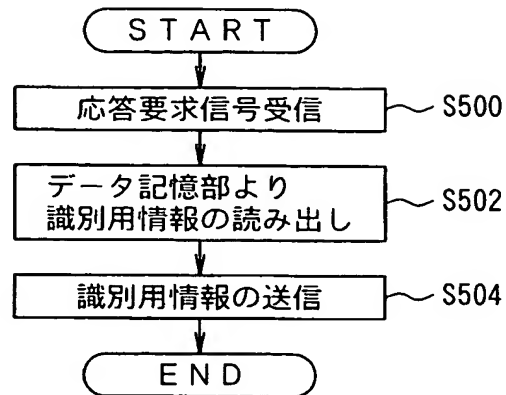 START
応答要求信号受信
S500
データ記憶部より
識別用情報の読み出し
S502
識別用情報の送信
S504
END